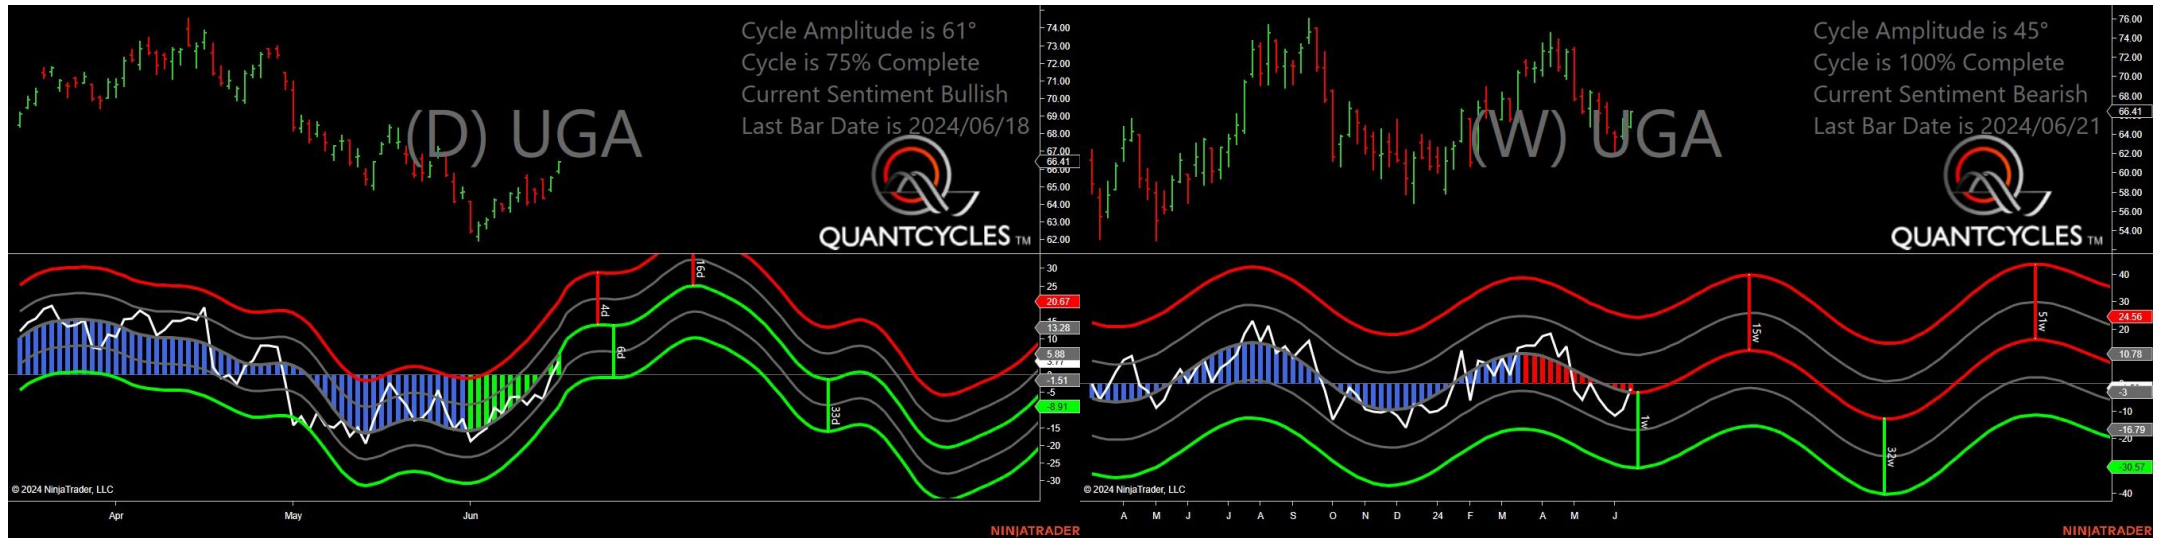 Cycle Amplitude is 61°
Cycle is 75% Complete
Current Sentiment Bullish
Last Bar Date is 2024/06/18
(D) UGA
QUANTCYCLES TM
74.00
73.00
72.00
71.00
70.00
69.00
68.00
67.00
66.41
66.00
65.00
64.00
63.00
62.00
16d
4d
6d
33d
30
25
20.67
15
13.28
10
5.88
0
-1.51
-5
-8.91
-15
-20
-25
-30
© 2024 NinjaTrader, LLC
Apr May Jun
NINJATRADER
Cycle Amplitude is 45°
Cycle is 100% Complete
Current Sentiment Bearish
Last Bar Date is 2024/06/21
(W) UGA
QUANTCYCLES TM
76.00
74.00
72.00
70.00
68.00
66.41
64.00
62.00
60.00
58.00
56.00
54.00
15w
51w
1w
32w
40
30
24.56
20
10.78
-3
-10
-16.79
-20
-30.57
-40
© 2024 NinjaTrader, LLC
A M J J A S O N D 24 F M A M J
NINJATRADER